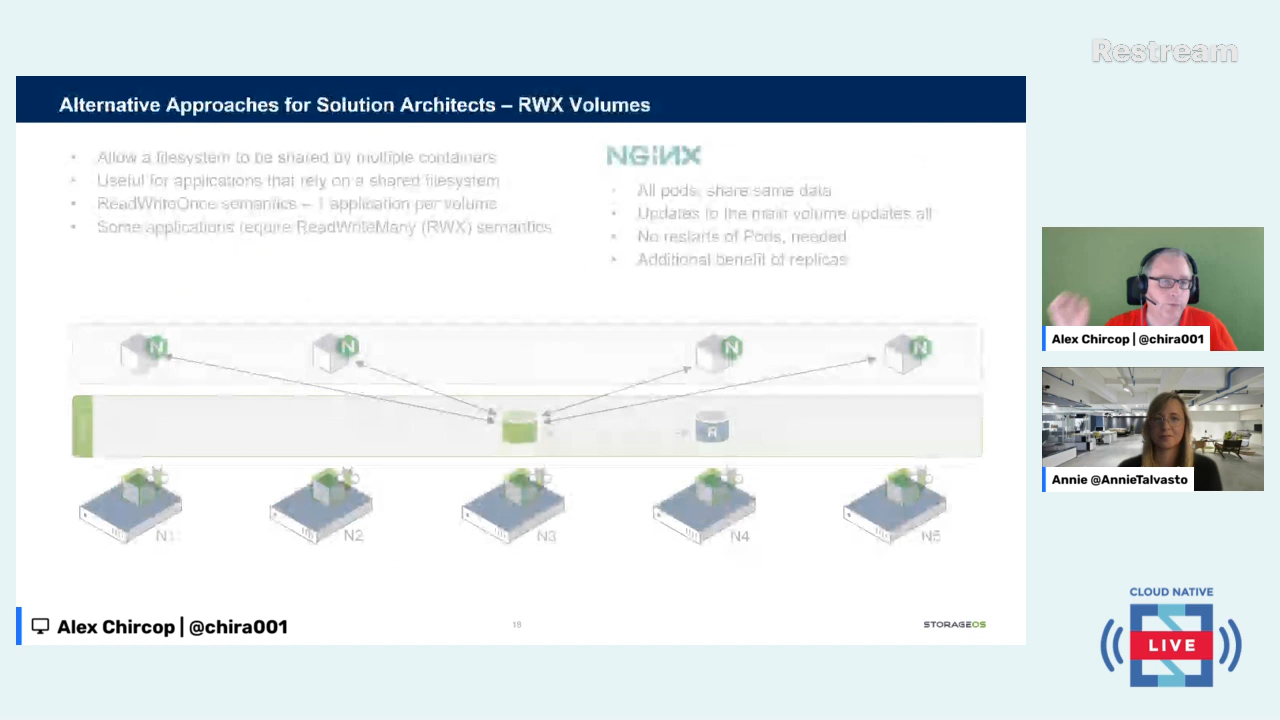 Restream
Alternative Approaches for Solution Architects – RWX Volumes
• Allow a filesystem to be shared by multiple containers
• Useful for applications that rely on a shared filesystem
• ReadWriteOnce semantics – 1 application per volume
• Some applications require ReadWriteMany (RWX) semantics
NGINX
• All pods, share same data
• Updates to the main volume updates all
• No restarts of Pods, needed
• Additional benefit of replicas
N N N N
R
N1 N2 N3 N4 N5
Alex Chircop | @chira001
18
STORAGEOS
Alex Chircop | @chira001
Annie @AnnieTalvasto
CLOUD NATIVE
LIVE